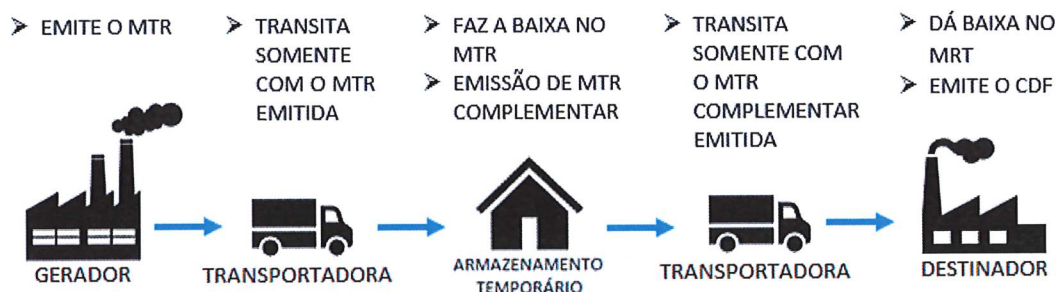 ➤ EMITE O MTR
➤ TRANSITA
SOMENTE
COM O MTR
EMITIDA
➤ FAZ A BAIXA NO
MTR
➤ EMISSÃO DE MTR
COMPLEMENTAR
➤ TRANSITA
SOMENTE COM
O MTR
COMPLEMENTAR
EMITIDA
➤ DÁ BAIXA NO
MRT
➤ EMITE O CDF
GERADOR
TRANSPORTADORA
ARMAZENAMENTO
TEMPORÁRIO
TRANSPORTADORA
DESTINADOR